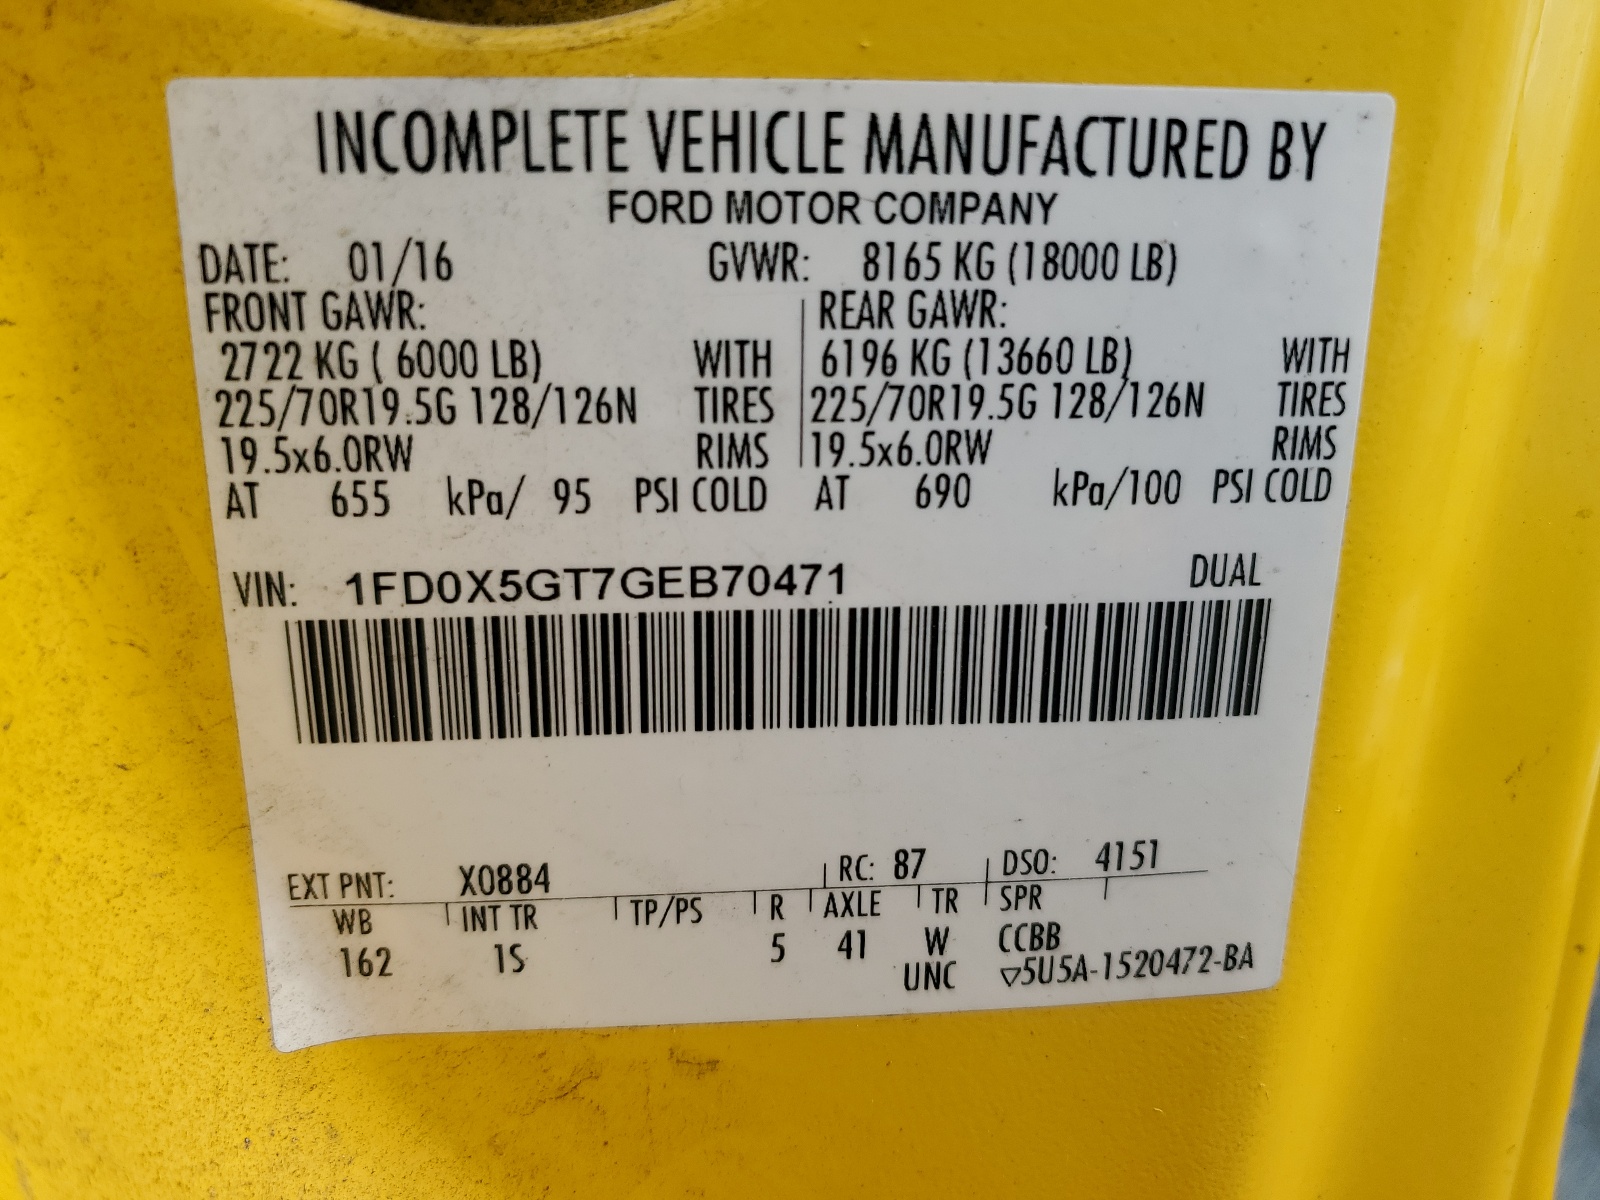 INCOMPLETE VEHICLE MANUFACTURED BY
FORD MOTOR COMPANY
DATE: 01/16 GVWR: 8165 KG (18000 LB)
FRONT GAWR: REAR GAWR:
2722 KG ( 6000 LB) WITH 6196 KG (13660 LB) WITH
225/70R19.5G 128/126N TIRES 225/70R19.5G 128/126N TIRES
19.5x6.0RW RIMS 19.5x6.0RW RIMS
AT 655 kPa/ 95 PSI COLD AT 690 kPa/100 PSI COLD
VIN: 1FD0X5GT7GEB70471 DUAL
EXT PNT: X0884 RC: 87 DSO: 4151
WB INT TR TP/PS R AXLE TR SPR
162 1S 5 41 W CCBB
UNC ▽5U5A-1520472-BA